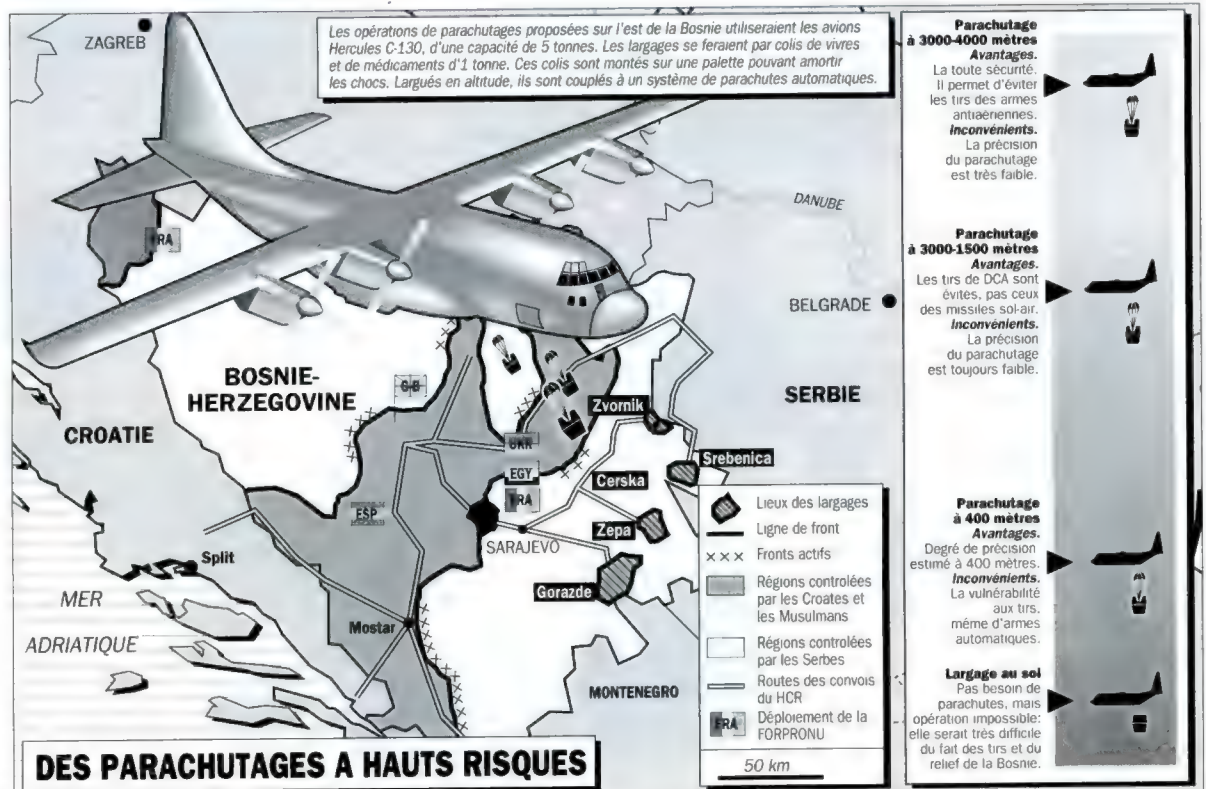 Les opérations de parachutages proposées sur l'est de la Bosnie utiliseraient les avions
Hercules C-130, d'une capacité de 5 tonnes. Les largages se feraient par colis de vivres
et de médicaments d'1 tonne. Ces colis sont montés sur une palette pouvant amortir
les chocs. Largués en altitude, ils sont couplés à un système de parachutes automatiques.
ZAGREB
FRA
DANUBE
BELGRADE
BOSNIE-
HERZEGOVINE
G-B
CROATIE
SERBIE
Zvornik
UKR
Srebenica
EGY
Cerska
FRA
ESP
Zepa
SARAJEVO
Split
Gorazde
MER
ADRIATIQUE
Mostar
MONTENEGRO
Lieux des largages
Ligne de front
Fronts actifs
Régions controlées
par les Croates et
les Musulmans
Régions controlées
par les Serbes
Routes des convois
du HCR
FRA
Déploiement de la
FORPRONU
50 km
DES PARACHUTAGES A HAUTS RISQUES
Parachutage
à 3000-4000 mètres
Avantages.
La toute sécurité.
Il permet d'éviter
les tirs des armes
antiaériennes.
Inconvénients.
La précision
du parachutage
est très faible.
Parachutage
à 3000-1500 mètres
Avantages.
Les tirs de DCA sont
évités, pas ceux
des missiles sol-air.
Inconvénients.
La précision
du parachutage
est toujours faible.
Parachutage
à 400 mètres
Avantages.
Degré de précision
estimé à 400 mètres.
Inconvénients.
La vulnérabilité
aux tirs.
même d'armes
automatiques.
Largage au sol
Pas besoin de
parachutes, mais
opération impossible:
elle serait très difficile
du fait des tirs et du
relief de la Bosnie.